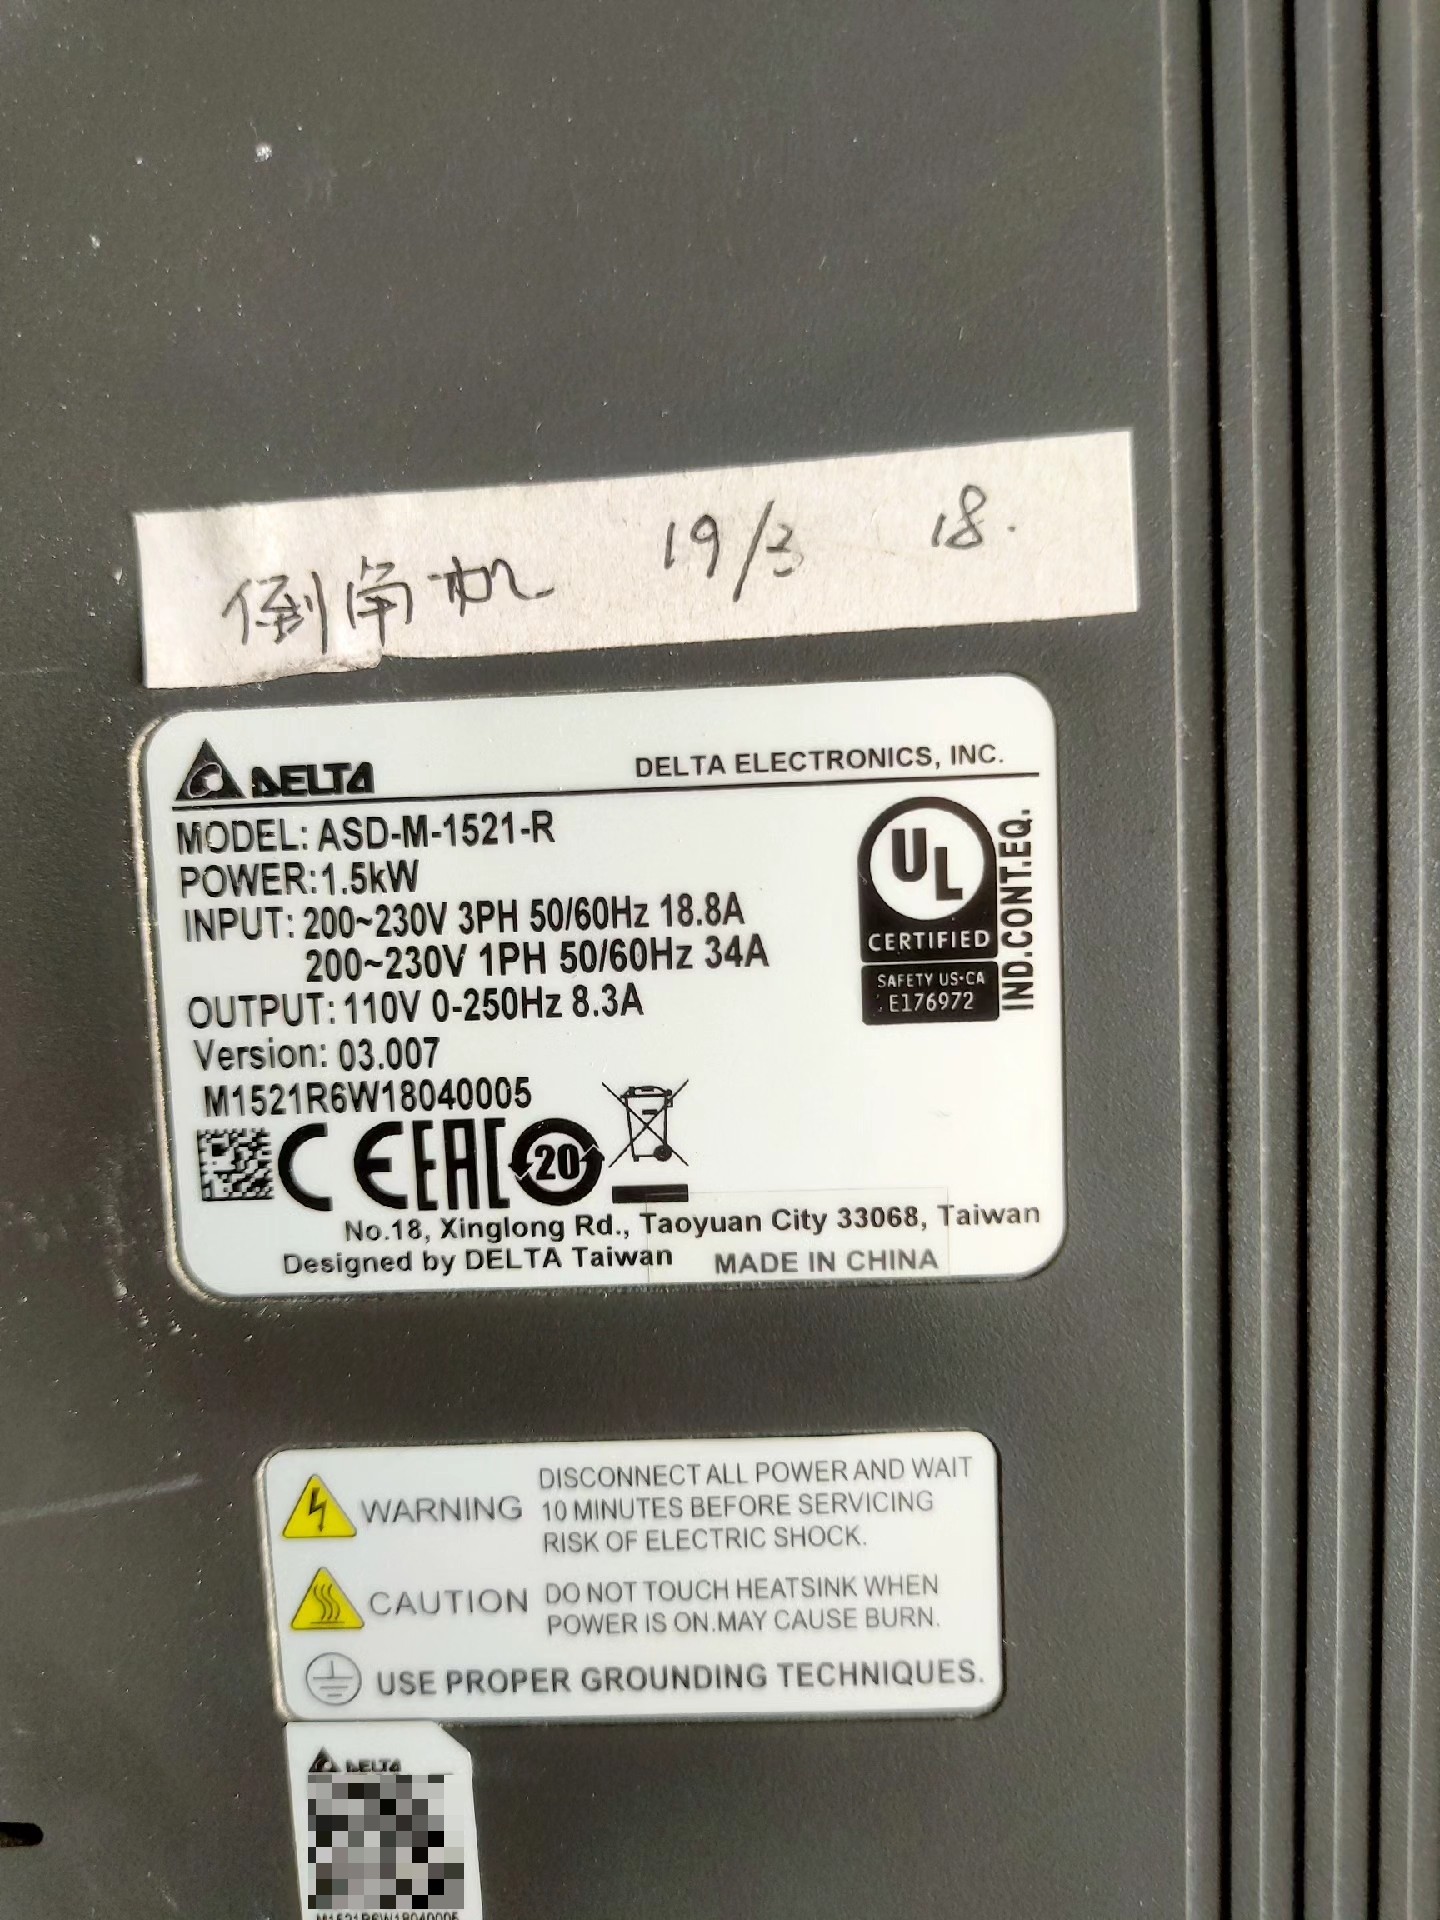 倒角机 19/3 18.
DELTA DELTA ELECTRONICS, INC.
MODEL: ASD-M-1521-R
POWER:1.5kW
INPUT: 200~230V 3PH 50/60Hz 18.8A
200~230V 1PH 50/60Hz 34A
OUTPUT: 110V 0-250Hz 8.3A
Version: 03.007
M1521R6W18040005
UL
CERTIFIED
SAFETY US-CA
E176972
IND.CONT.EQ.
CE EAC 20
No.18, Xinglong Rd., Taoyuan City 33068, Taiwan
Designed by DELTA Taiwan MADE IN CHINA
WARNING
DISCONNECT ALL POWER AND WAIT
10 MINUTES BEFORE SERVICING
RISK OF ELECTRIC SHOCK.
CAUTION
DO NOT TOUCH HEATSINK WHEN
POWER IS ON.MAY CAUSE BURN.
USE PROPER GROUNDING TECHNIQUES.
DELTA
M1521R6W18040005